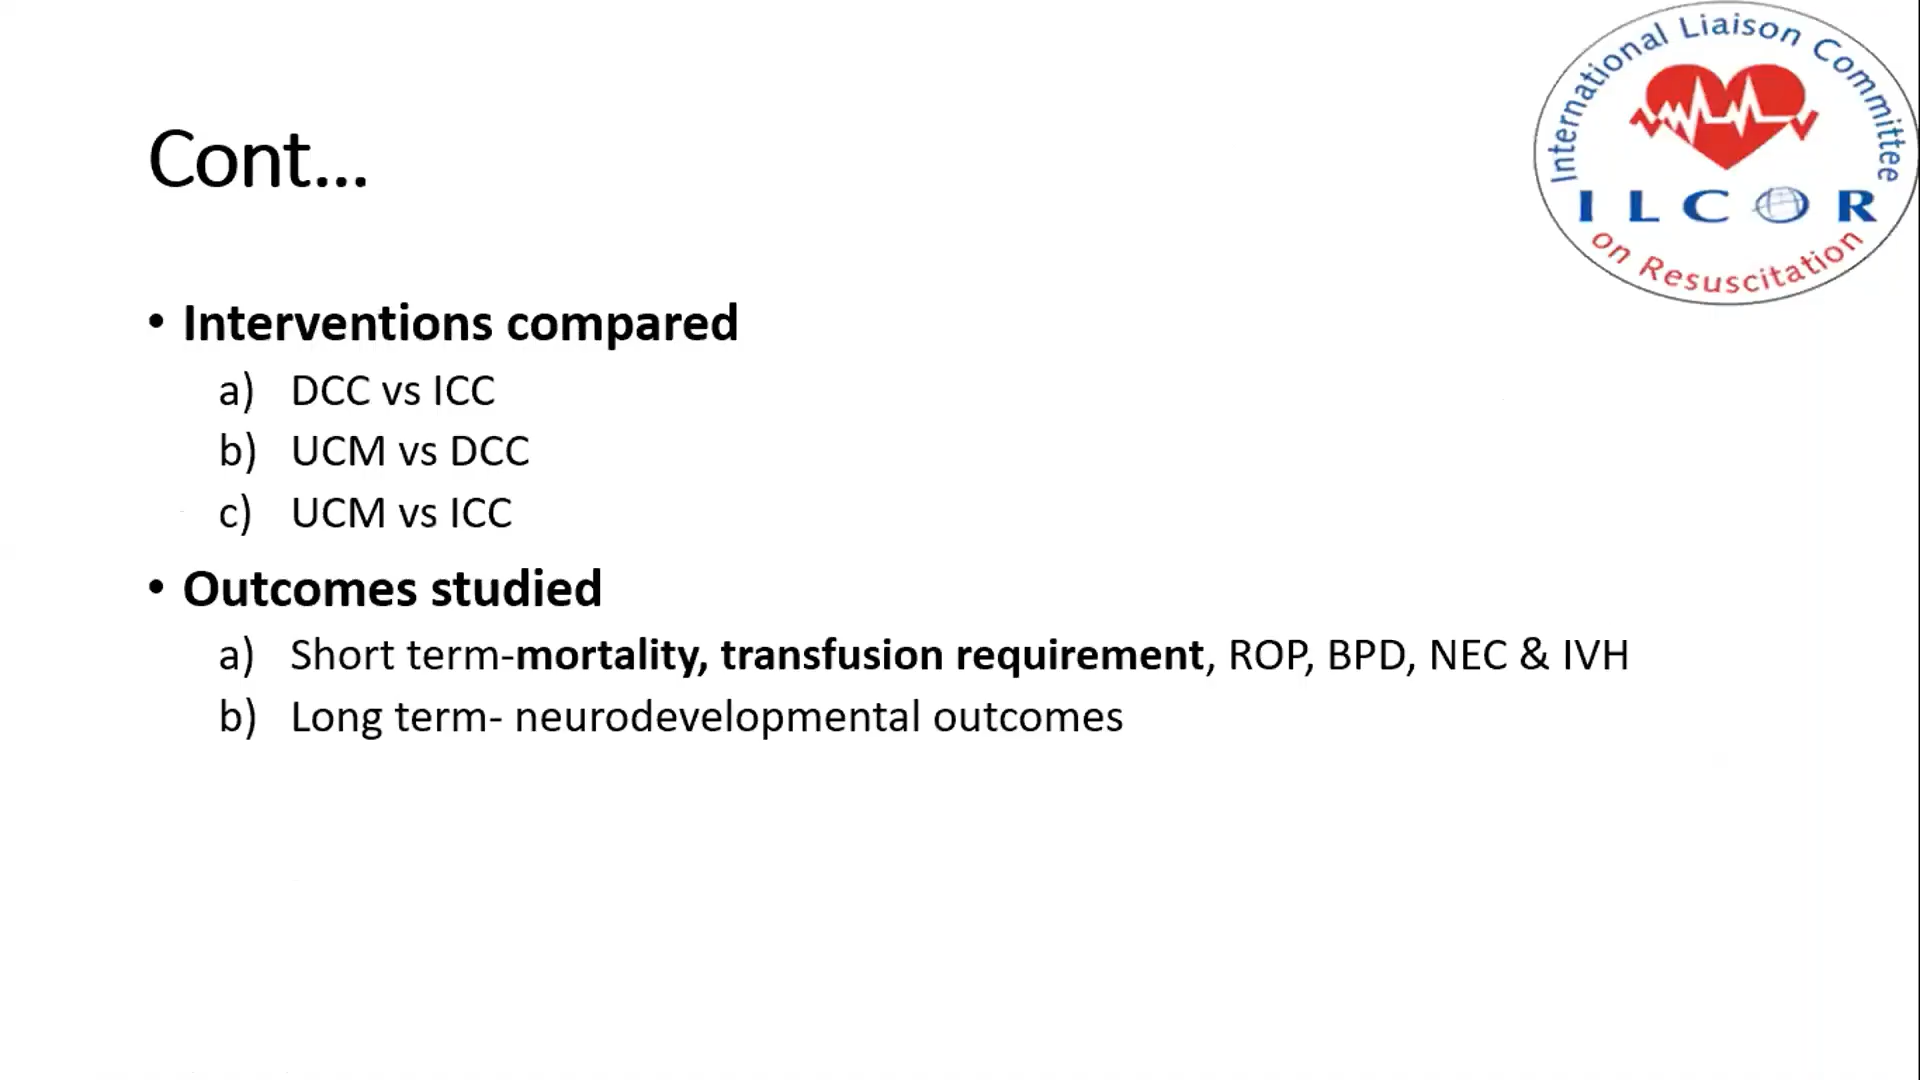 International Liaison Committee
ILCOR
on Resuscitation
Cont...
• Interventions compared
a) DCC vs ICC
b) UCM vs DCC
c) UCM vs ICC
• Outcomes studied
a) Short term-mortality, transfusion requirement, ROP, BPD, NEC & IVH
b) Long term- neurodevelopmental outcomes